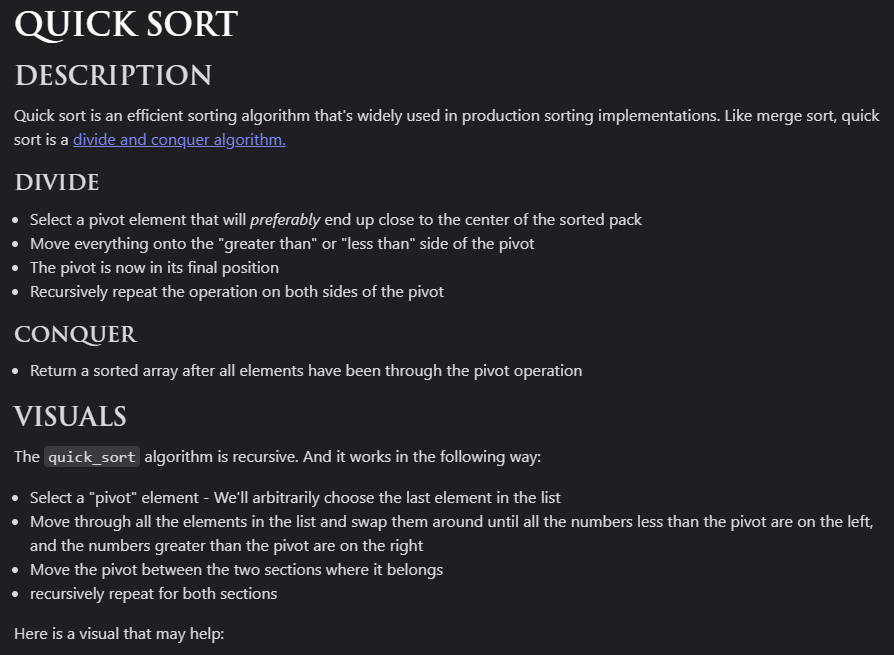 QUICK SORT
DESCRIPTION
Quick sort is an efficient sorting algorithm that's widely used in production sorting implementations. Like merge sort, quick
sort is a divide and conquer algorithm.
DIVIDE
• Select a pivot element that will preferably end up close to the center of the sorted pack
• Move everything onto the "greater than" or "less than" side of the pivot
• The pivot is now in its final position
• Recursively repeat the operation on both sides of the pivot
CONQUER
• Return a sorted array after all elements have been through the pivot operation
VISUALS
The quick_sort algorithm is recursive. And it works in the following way:
• Select a "pivot" element - We'll arbitrarily choose the last element in the list
• Move through all the elements in the list and swap them around until all the numbers less than the pivot are on the left,
and the numbers greater than the pivot are on the right
• Move the pivot between the two sections where it belongs
• recursively repeat for both sections
Here is a visual that may help: